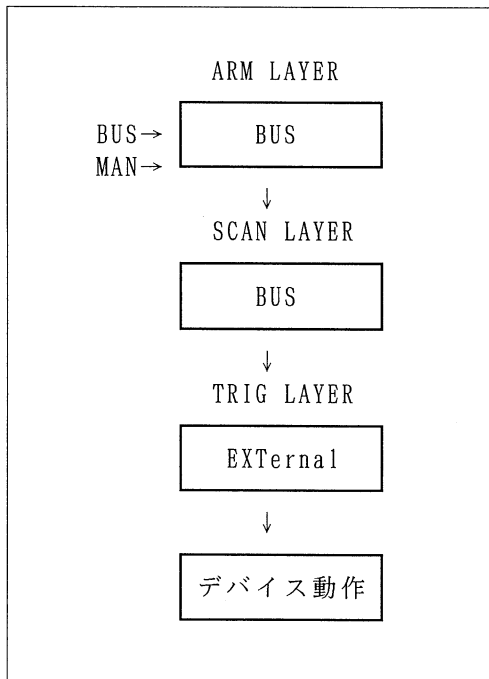 ARM LAYER
BUS→
BUS
MAN→
↓
SCAN LAYER
BUS
↓
TRIG LAYER
EXTernal
↓
デバイス動作